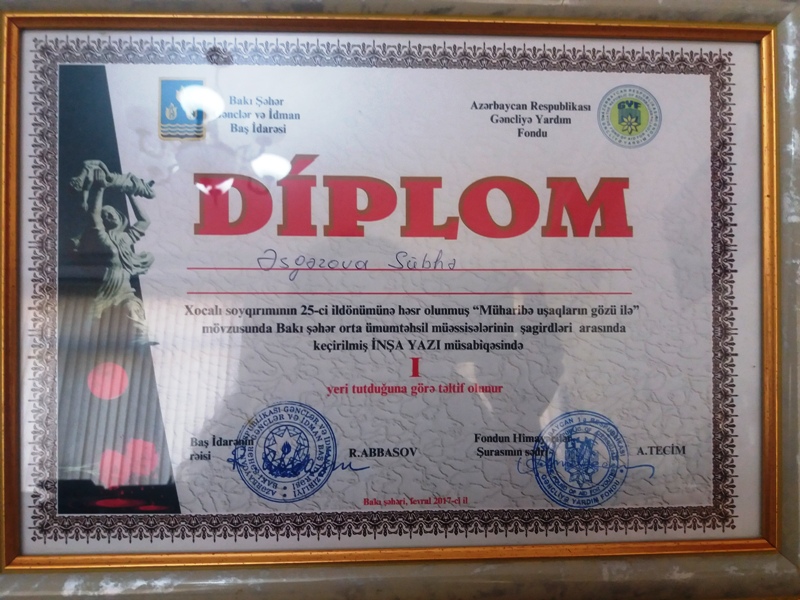 Bakı Şəhər
Gənclər və İdman
Baş İdarəsi
Azərbaycan Respublikası
Gəncliyə Yardım
Fondu
GYF
DİPLOM
Əsgərova Sübhə
Xocalı soyqırımının 25-ci ildönümünə həsr olunmuş “Müharibə uşaqların gözü ilə”
mövzusunda Bakı şəhər orta ümumtəhsil müəssisələrinin şagirdləri arasında
keçirilmiş İNŞA YAZI müsabiqəsində
I
yeri tutduğuna görə təltif olunur
Baş İdarənin
rəisi
R.ABBASOV
Fondun Himayəçilər
Şurasının sədri
A.TECİM
Bakı şəhəri, fevral 2017-ci il